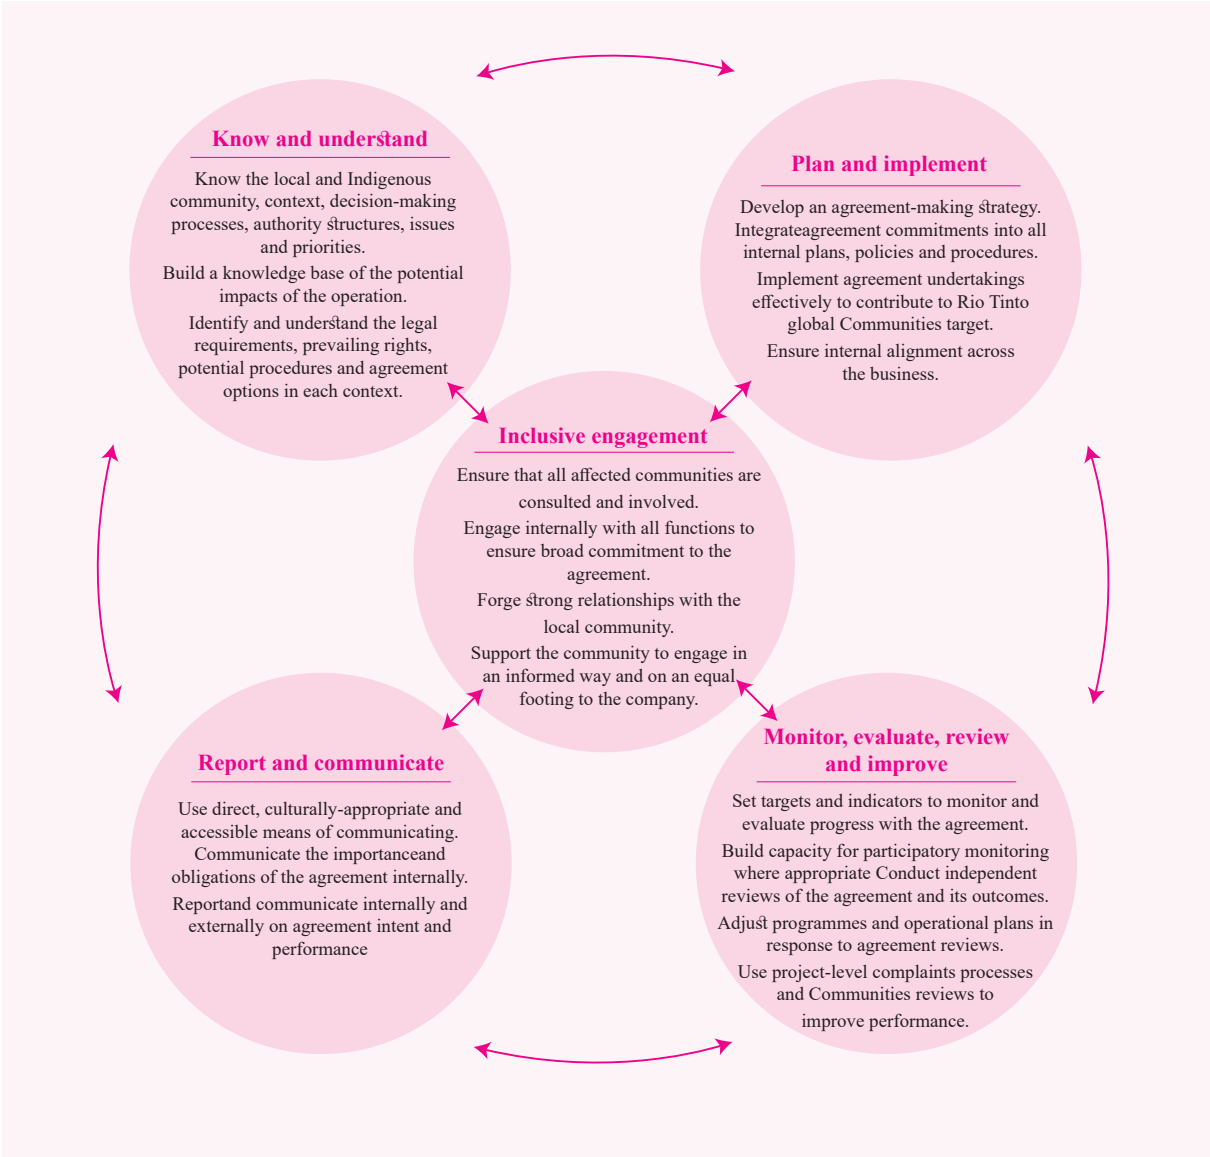 Know and understand
Know the local and Indigenous
community, context, decision-making
processes, authority structures, issues
and priorities.
Build a knowledge base of the potential
impacts of the operation.
Identify and understand the legal
requirements, prevailing rights,
potential procedures and agreement
options in each context.
Plan and implement
Develop an agreement-making strategy.
Integrateagreement commitments into all
internal plans, policies and procedures.
Implement agreement undertakings
effectively to contribute to Rio Tinto
global Communities target.
Ensure internal alignment across
the business.
Inclusive engagement
Ensure that all affected communities are
consulted and involved.
Engage internally with all functions to
ensure broad commitment to the
agreement.
Forge strong relationships with the
local community.
Support the community to engage in
an informed way and on an equal
footing to the company.
Report and communicate
Use direct, culturally-appropriate and
accessible means of communicating.
Communicate the importanceand
obligations of the agreement internally.
Reportand communicate internally and
externally on agreement intent and
performance
Monitor, evaluate, review
and improve
Set targets and indicators to monitor and
evaluate progress with the agreement.
Build capacity for participatory monitoring
where appropriate Conduct independent
reviews of the agreement and its outcomes.
Adjust programmes and operational plans in
response to agreement reviews.
Use project-level complaints processes
and Communities reviews to
improve performance.